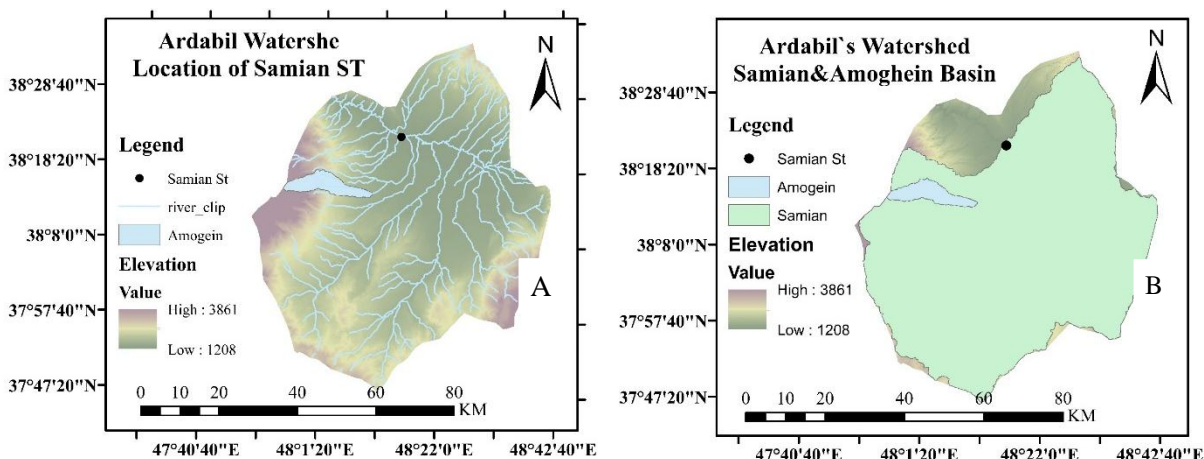 Ardabil Watershe
Location of Samian ST
N
38°28'40"N
38°18'20"N
38°8'0"N
37°57'40"N
37°47'20"N
Legend
Samian St
river_clip
Amogein
Elevation
Value
High : 3861
Low : 1208
A
0 10 20 40 60 80
KM
47°40'40"E 48°1'20"E 48°22'0"E 48°42'40"E
Ardabil`s Watershed
Samian&Amoghein Basin
N
38°28'40"N
38°18'20"N
38°8'0"N
37°57'40"N
37°47'20"N
Legend
Samian St
Amogein
Samian
Elevation
Value
High : 3861
Low : 1208
B
0 10 20 40 60 80
KM
47°40'40"E 48°1'20"E 48°22'0"E 48°42'40"E